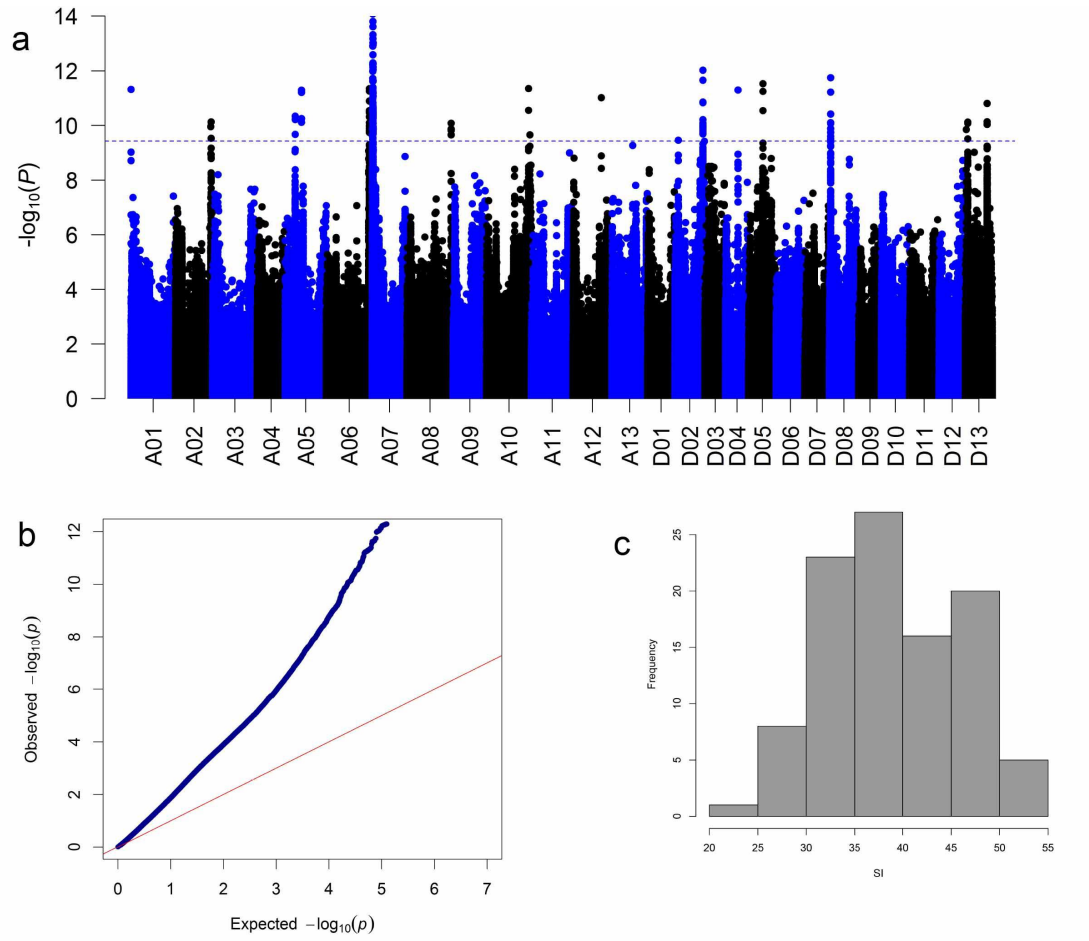 a
14
12
10
8
6
4
2
0
-log10(P)
A01 A02 A03 A04 A05 A06 A07 A08 A09 A10 A11 A12 A13 D01 D02 D03 D04 D05 D06 D07 D08 D09 D10 D11 D12 D13
b
12
10
8
6
4
2
0
Observed −log10(p)
0 1 2 3 4 5 6 7
Expected −log10(p)
c
25
20
15
10
5
0
Frequency
20 25 30 35 40 45 50 55
SI